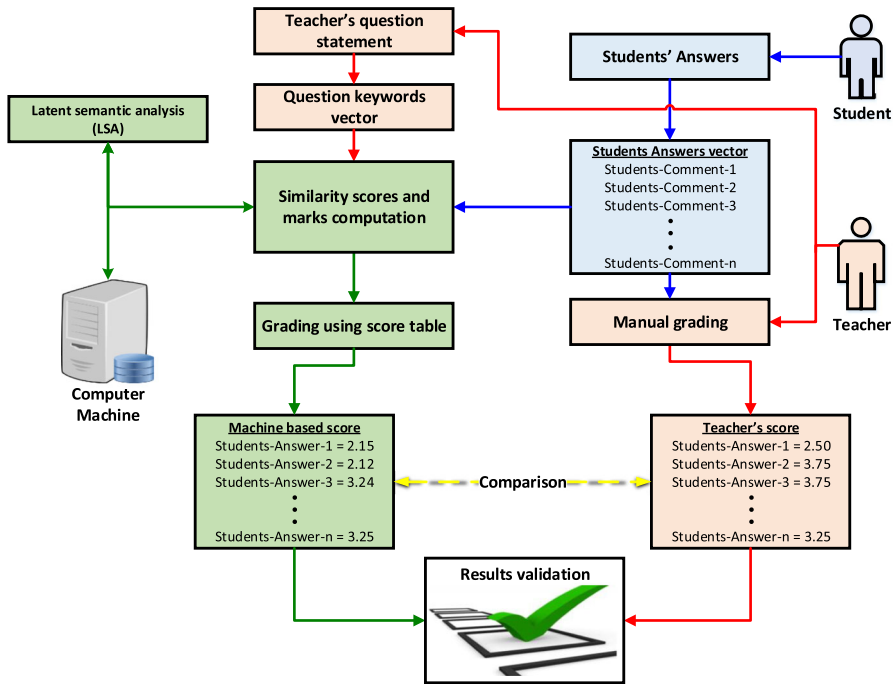 Teacher's question
statement
Students' Answers
Student
Question keywords
vector
Latent semantic analysis
(LSA)
Students Answers vector
Students-Comment-1
Students-Comment-2
Students-Comment-3
Students-Comment-n
Similarity scores and
marks computation
Teacher
Grading using score table
Manual grading
Computer
Machine
Machine based score
Students-Answer-1 = 2.15
Students-Answer-2 = 2.12
Students-Answer-3 = 3.24
Students-Answer-n = 3.25
Comparison
Teacher's score
Students-Answer-1 = 2.50
Students-Answer-2 = 3.75
Students-Answer-3 = 3.75
Students-Answer-n = 3.25
Results validation